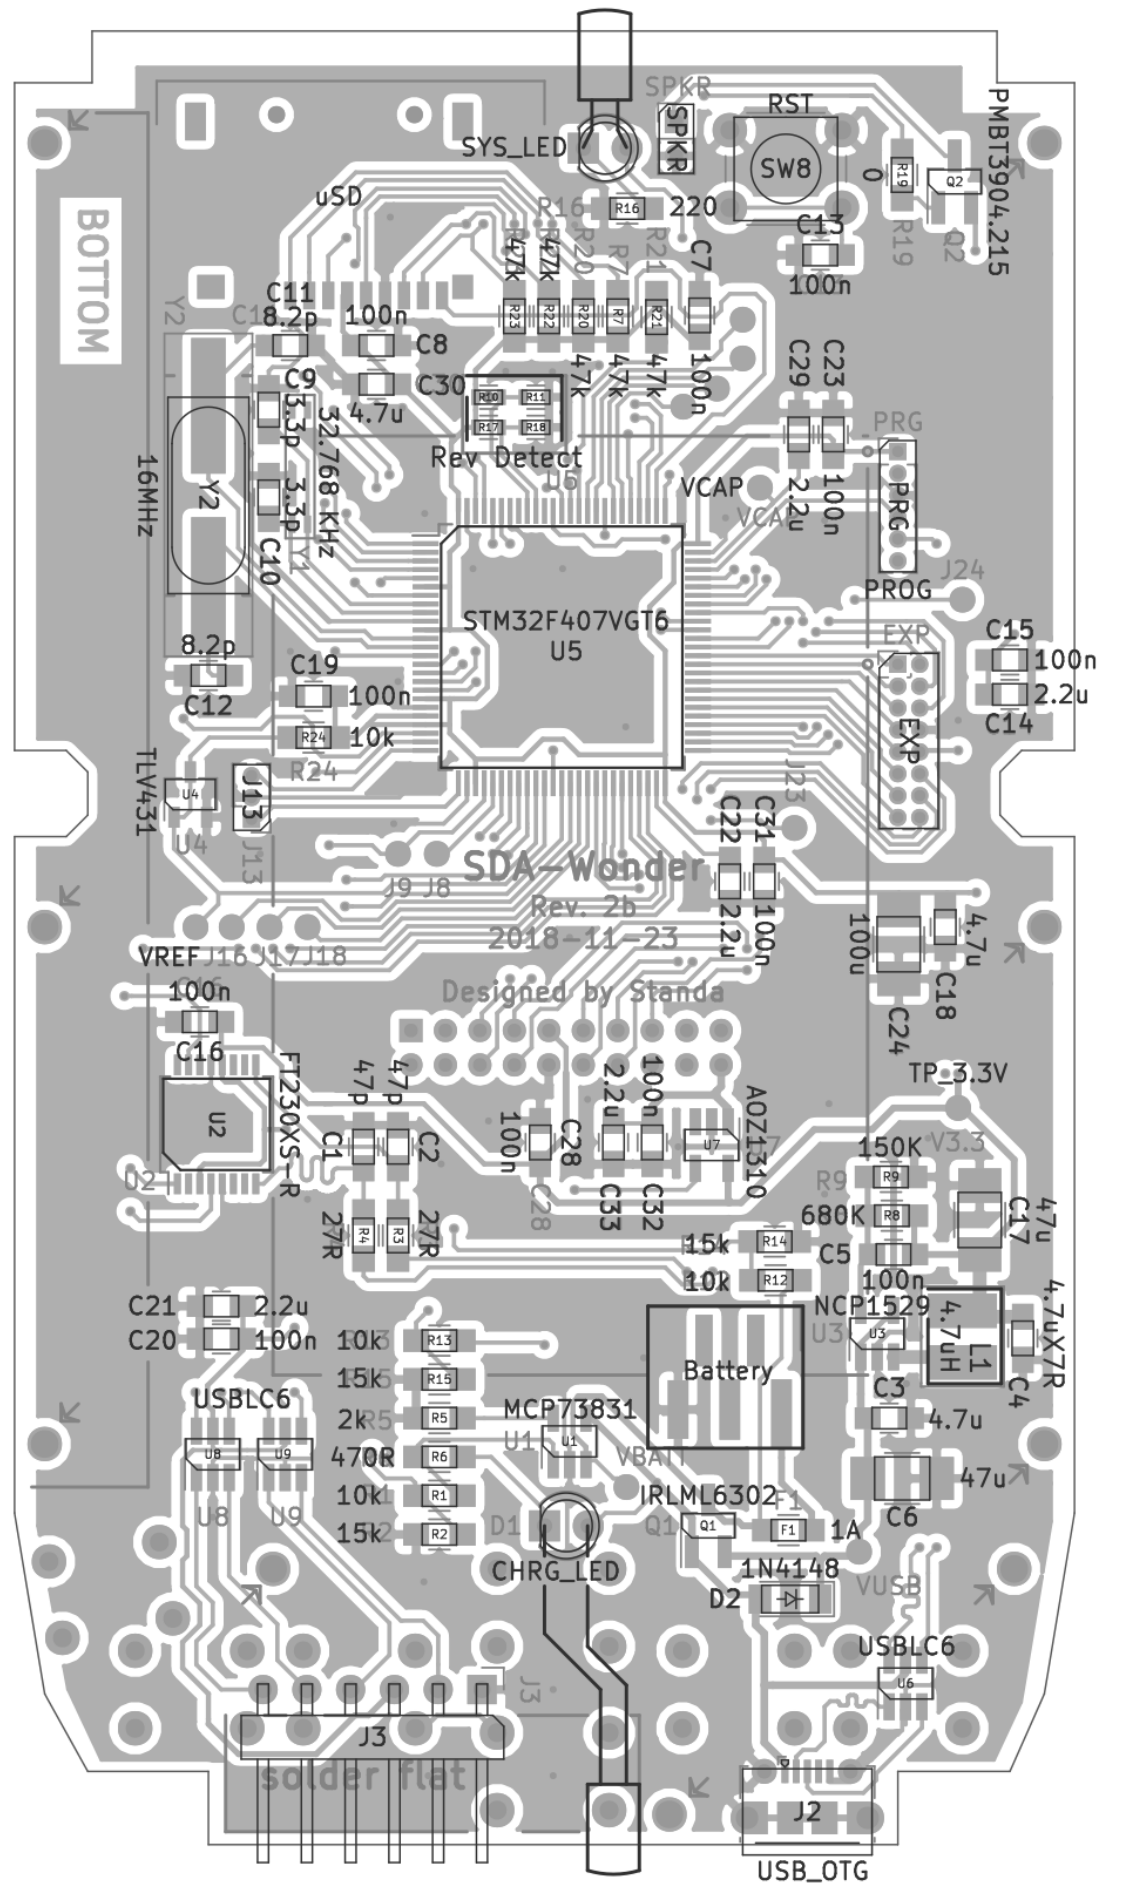 SPKR
RST
PMBT3904.215
SYS_LED
SPKR
SW8
0
R19
Q2
uSD
R16
R16
220
BOTTOM
C13
R19
Q2
47k
47k
R20
R7
R21
C7
100n
Y2
C11
8.2p
100n
R23
R22
R20
R7
R21
C8
C9
C30
4.7u
47k
47k
47k
100n
C29
C23
3.3p
32.768 KHz
R10
R11
R17
R18
PRG
Rev Detect
16MHz
Y2
3.3p
VCAP
VCAP
2.2u
100n
PRG
Y1
C10
J24
PROG
STM32F407VGT6
U5
EXP
C15
100n
8.2p
C12
C19
100n
2.2u
C14
R24
10k
R24
EXP
TLV431
U4
J13
J23
U4
J13
C22
C31
J9
J8
SDA-Wonder
Rev. 2b
2018-11-23
2.2u
100n
100u
4.7u
VREF
J16
J17
J18
Designed by Standa
100n
C16
C18
C24
TP_3.3V
FT230XS-R
U2
47p
47p
2.2u
100n
AOZ1310
C1
C2
100n
C28
U7
V3.3
150K
U2
R9
R9
C28
C33
C32
680K
R8
C17
47u
27R
R4
R3
27R
15k
R14
C5
10k
R12
100n
C21
2.2u
NCP1529
4.7uH
4.7uX7R
C20
100n
10k
R13
U3
U3
L1
15k
R15
Battery
C4
USBLC6
2k
R5
MCP73831
C3
4.7u
U8
U9
470R
R6
U1
U1
VBATT
47u
10k
R1
IRLML6302
F1
C6
U8
U9
15k
R2
D1
Q1
Q1
F1
1A
CHRG_LED
1N4148
D2
VUSB
USBLC6
U6
J3
J3
solder flat
J2
USB_OTG